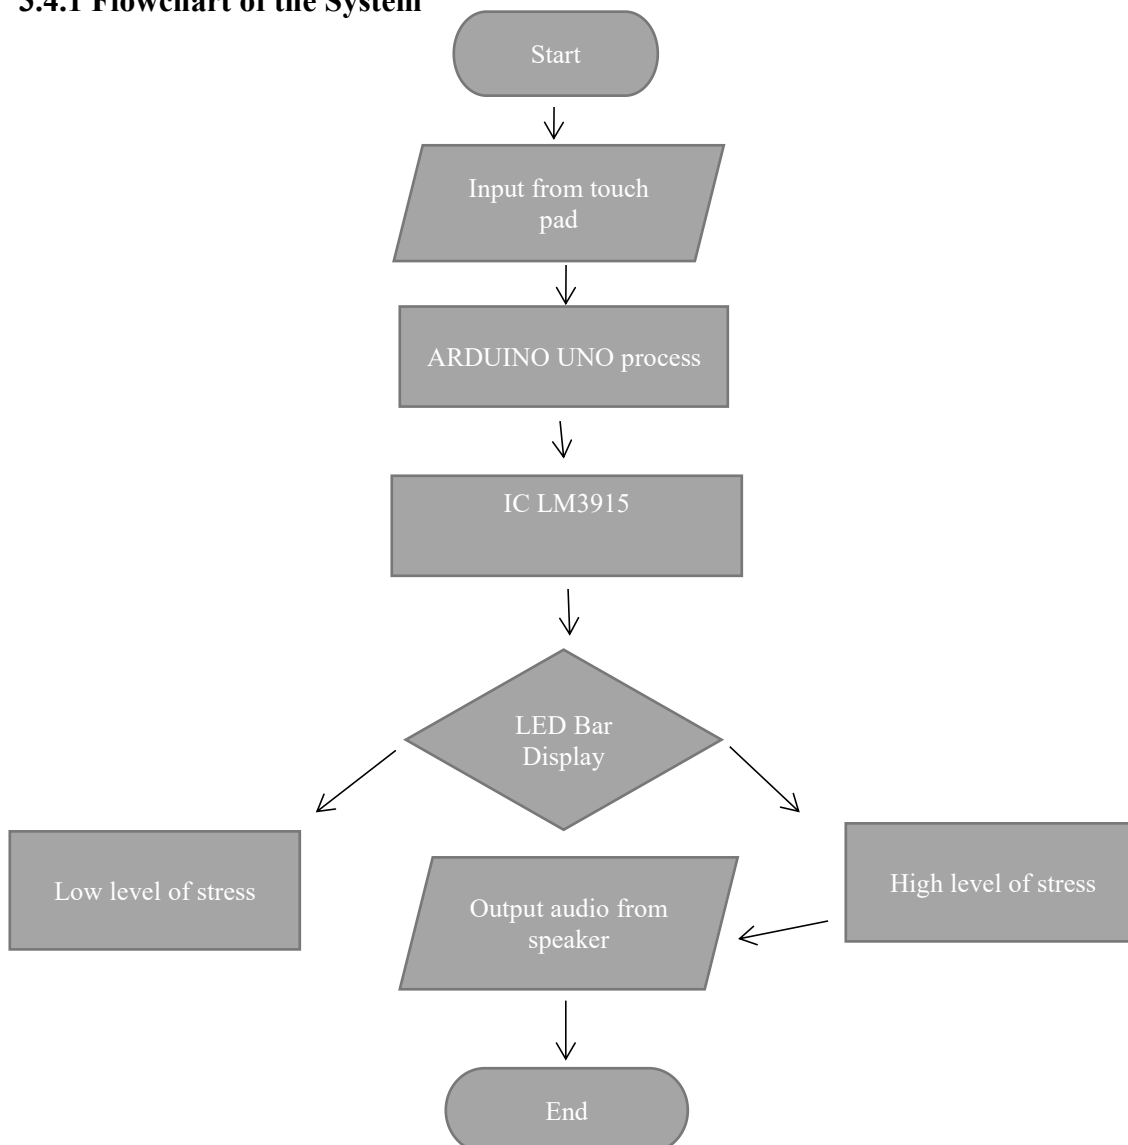 3.4.1 Flowchart of the System
Start
Input from touch
pad
ARDUINO UNO process
IC LM3915
LED Bar
Display
Low level of stress
High level of stress
Output audio from
speaker
End